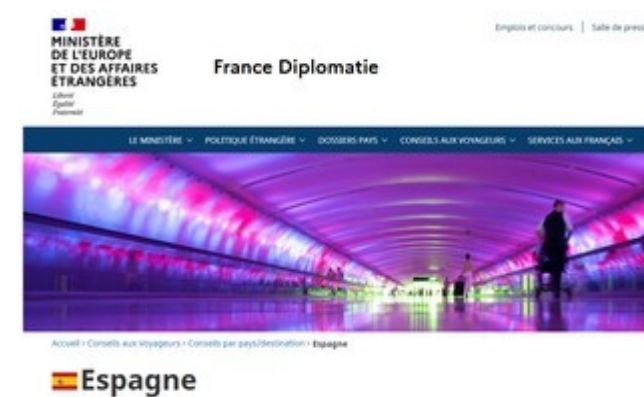 Emplois et concours | Salle de presse
MINISTÈRE
DE L'EUROPE
ET DES AFFAIRES
ÉTRANGÈRES
Liberté
Égalité
Fraternité
France Diplomatie
LE MINISTÈRE POLITIQUE ÉTRANGÈRE DOSSIERS PAYS CONSEILS AUX VOYAGEURS SERVICES AUX FRANÇAIS
Accueil › Conseils aux Voyageurs › Conseils par pays/destination › Espagne
Espagne